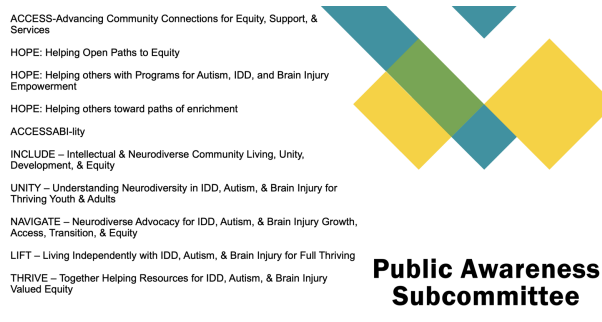 ACCESS-Advancing Community Connections for Equity, Support, &
Services
HOPE: Helping Open Paths to Equity
HOPE: Helping others with Programs for Autism, IDD, and Brain Injury
Empowerment
HOPE: Helping others toward paths of enrichment
ACCESSABI-lity
INCLUDE – Intellectual & Neurodiverse Community Living, Unity,
Development, & Equity
UNITY – Understanding Neurodiversity in IDD, Autism, & Brain Injury for
Thriving Youth & Adults
NAVIGATE – Neurodiverse Advocacy for IDD, Autism, & Brain Injury Growth,
Access, Transition, & Equity
LIFT – Living Independently with IDD, Autism, & Brain Injury for Full Thriving
THRIVE – Together Helping Resources for IDD, Autism, & Brain Injury
Valued Equity
Public Awareness
Subcommittee